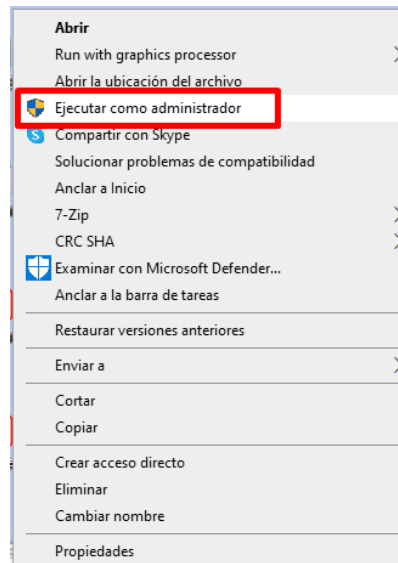 Abrir
Run with graphics processor
Abrir la ubicación del archivo
Ejecutar como administrador
Compartir con Skype
Solucionar problemas de compatibilidad
Anclar a Inicio
7-Zip
CRC SHA
Examinar con Microsoft Defender...
Anclar a la barra de tareas
Restaurar versiones anteriores
Enviar a
Cortar
Copiar
Crear acceso directo
Eliminar
Cambiar nombre
Propiedades